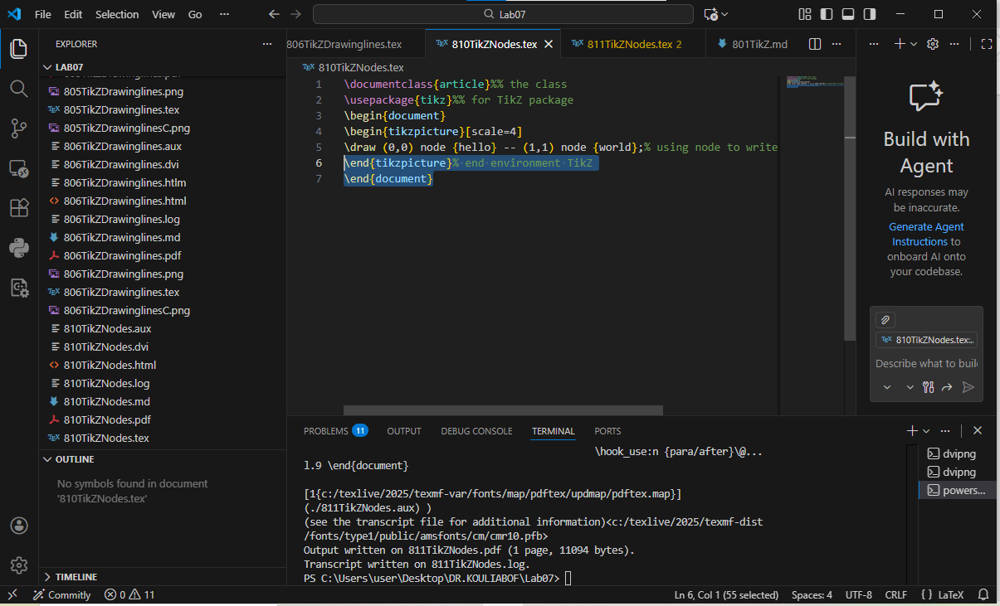 File Edit Selection View Go ··· Lab07
EXPLORER ···
LAB07
805TikZDrawinglines.png
805TikZDrawinglines.tex
805TikZDrawinglinesC.png
806TikZDrawinglines.aux
806TikZDrawinglines.dvi
806TikZDrawinglines.htlm
806TikZDrawinglines.html
806TikZDrawinglines.log
806TikZDrawinglines.md
806TikZDrawinglines.pdf
806TikZDrawinglines.png
806TikZDrawinglines.tex
806TikZDrawinglinesC.png
810TikZNodes.aux
810TikZNodes.dvi
810TikZNodes.html
810TikZNodes.log
810TikZNodes.md
810TikZNodes.pdf
810TikZNodes.tex
OUTLINE
No symbols found in document
'810TikZNodes.tex'
TIMELINE
806TikZDrawinglines.tex TEX 810TikZNodes.tex TEX 811TikZNodes.tex 2 801TikZ.md ···
TEX 810TikZNodes.tex
1 \documentclass{article}%% the class
2 \usepackage{tikz}%% for TikZ package
3 \begin{document}
4 \begin{tikzpicture}[scale=4]
5 \draw (0,0) node {hello} -- (1,1) node {world};% using node to write
6 \end{tikzpicture}%·end·environment·TikZ
7 \end{document}
Build with
Agent
AI responses may
be inaccurate.
Generate Agent
Instructions to
onboard AI onto
your codebase.
TEX 810TikZNodes.tex:..
Describe what to buil
PROBLEMS 11 OUTPUT DEBUG CONSOLE TERMINAL PORTS
\hook_use:n {para/after}\@...
l.9 \end{document}
[1{c:/texlive/2025/texmf-var/fonts/map/pdftex/updmap/pdftex.map}]
(./811TikZNodes.aux) )
(see the transcript file for additional information)<c:/texlive/2025/texmf-dist
/fonts/type1/public/amsfonts/cm/cmr10.pfb>
Output written on 811TikZNodes.pdf (1 page, 11094 bytes).
Transcript written on 811TikZNodes.log.
PS C:\Users\user\Desktop\DR.KOULIABOF\Lab07>
dvipng
dvipng
powers...
Commitly 0 11 Ln 6, Col 1 (55 selected) Spaces: 4 UTF-8 CRLF { } LaTeX